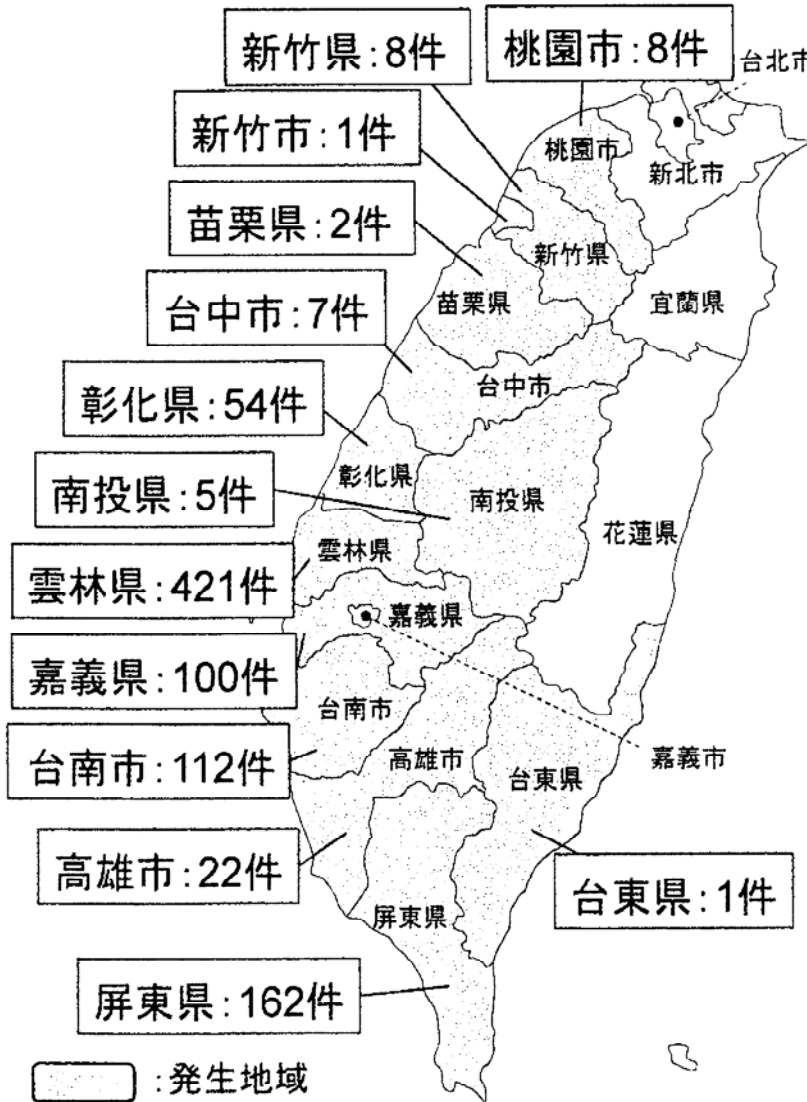 新竹県:8件
桃園市:8件
台北市
新竹市:1件
桃園市
新北市
苗栗県:2件
新竹県
苗栗県
宜蘭県
台中市:7件
台中市
彰化県:54件
彰化県
南投県:5件
南投県
花蓮県
雲林県
雲林県:421件
嘉義県
嘉義県:100件
台南市
台南市:112件
高雄市
台東県
嘉義市
高雄市:22件
屏東県
台東県:1件
屏東県:162件
:発生地域